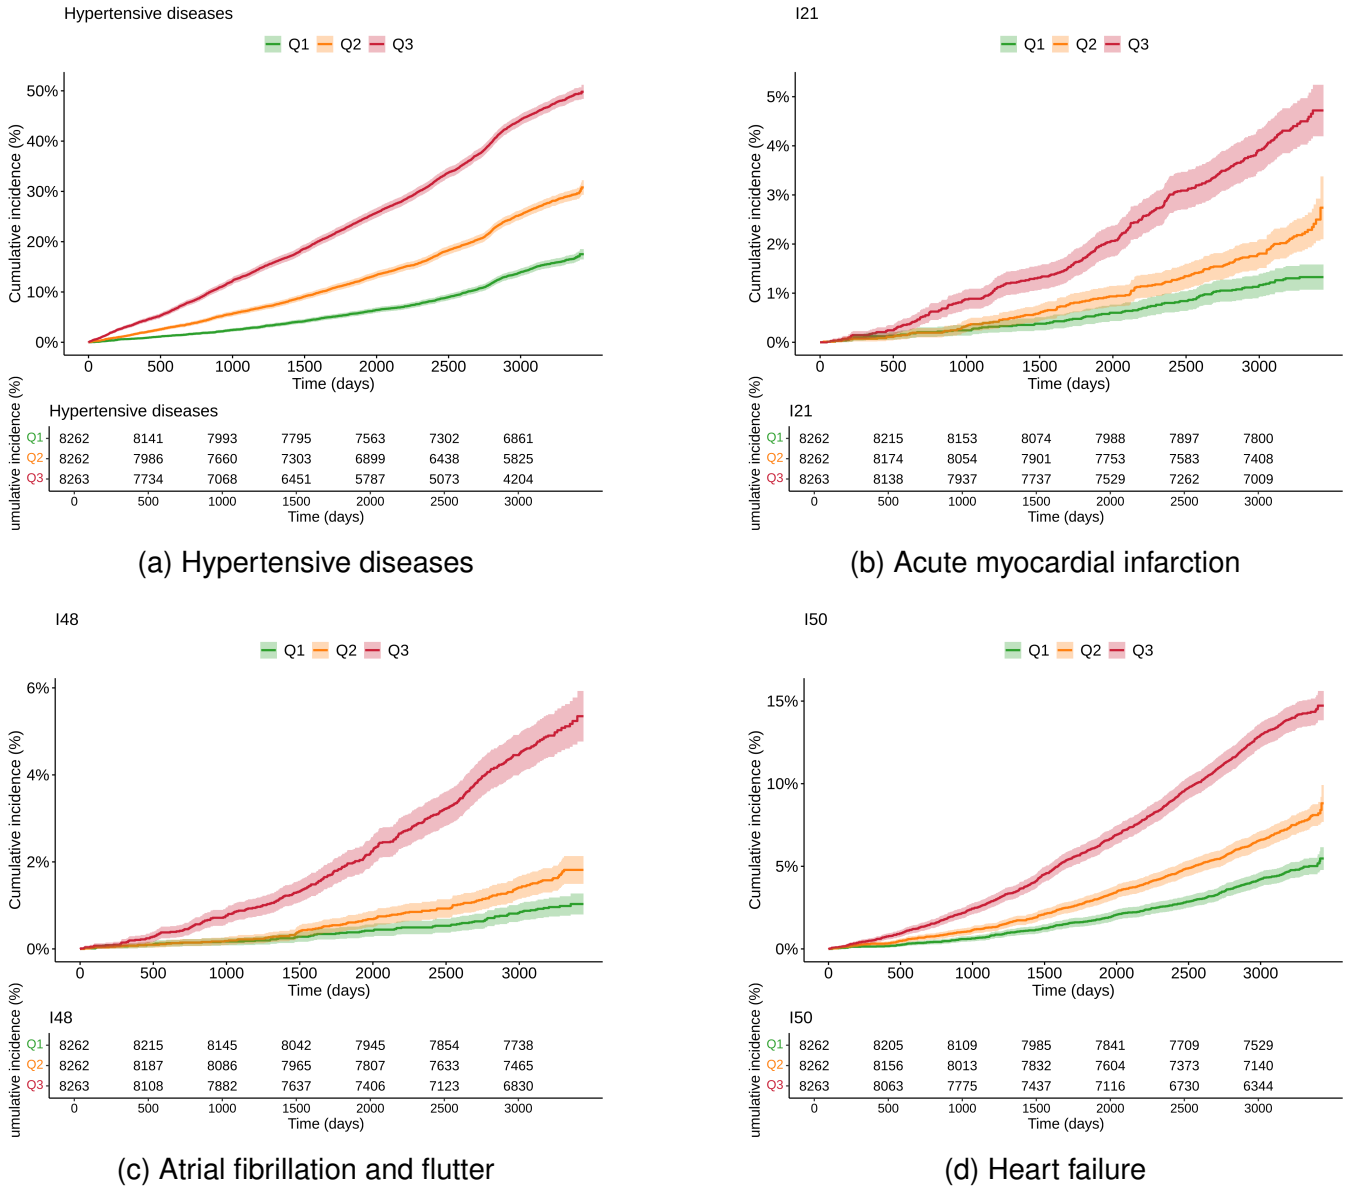 Hypertensive diseases
Q1 Q2 Q3
Cumulative incidence (%)
50%
40%
30%
20%
10%
0%
0 500 1000 1500 2000 2500 3000
Time (days)
umulative incidence (%)
Hypertensive diseases
Q1 8262 8141 7993 7795 7563 7302 6861
Q2 8262 7986 7660 7303 6899 6438 5825
Q3 8263 7734 7068 6451 5787 5073 4204
0 500 1000 1500 2000 2500 3000
Time (days)
(a) Hypertensive diseases
I21
Q1 Q2 Q3
Cumulative incidence (%)
5%
4%
3%
2%
1%
0%
0 500 1000 1500 2000 2500 3000
Time (days)
umulative incidence (%)
I21
Q1 8262 8215 8153 8074 7988 7897 7800
Q2 8262 8174 8054 7901 7753 7583 7408
Q3 8263 8138 7937 7737 7529 7262 7009
0 500 1000 1500 2000 2500 3000
Time (days)
(b) Acute myocardial infarction
I48
Q1 Q2 Q3
Cumulative incidence (%)
6%
4%
2%
0%
0 500 1000 1500 2000 2500 3000
Time (days)
umulative incidence (%)
I48
Q1 8262 8215 8145 8042 7945 7854 7738
Q2 8262 8187 8086 7965 7807 7633 7465
Q3 8263 8108 7882 7637 7406 7123 6830
0 500 1000 1500 2000 2500 3000
Time (days)
(c) Atrial fibrillation and flutter
I50
Q1 Q2 Q3
Cumulative incidence (%)
15%
10%
5%
0%
0 500 1000 1500 2000 2500 3000
Time (days)
umulative incidence (%)
I50
Q1 8262 8205 8109 7985 7841 7709 7529
Q2 8262 8156 8013 7832 7604 7373 7140
Q3 8263 8063 7775 7437 7116 6730 6344
0 500 1000 1500 2000 2500 3000
Time (days)
(d) Heart failure